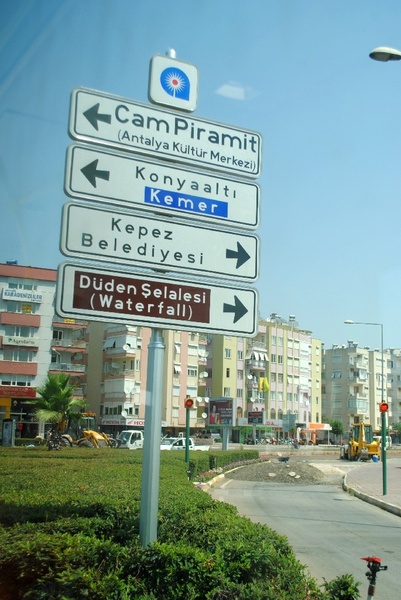 CamPiramit
(Antalya Kültür Merkezi)
Konyaaltı
Kemer
Kepez
Belediyesi
Düden Şelalesi
(Waterfall)